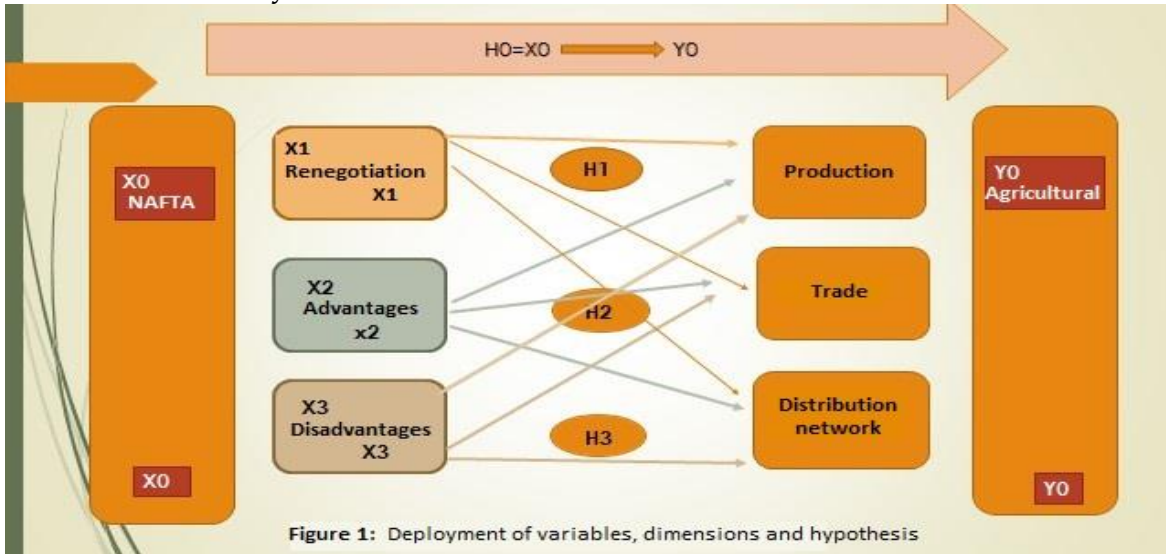 H0=X0 Y0
X0
NAFTA
X0
X1
Renegotiation
X1
X2
Advantages
x2
X3
Disadvantages
X3
H1
H2
H3
Production
Trade
Distribution
network
Y0
Agricultural
Y0
Figure 1: Deployment of variables, dimensions and hypothesis